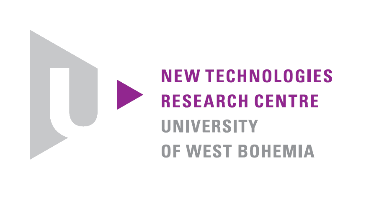 U
NEW TECHNOLOGIES
RESEARCH CENTRE
UNIVERSITY
OF WEST BOHEMIA